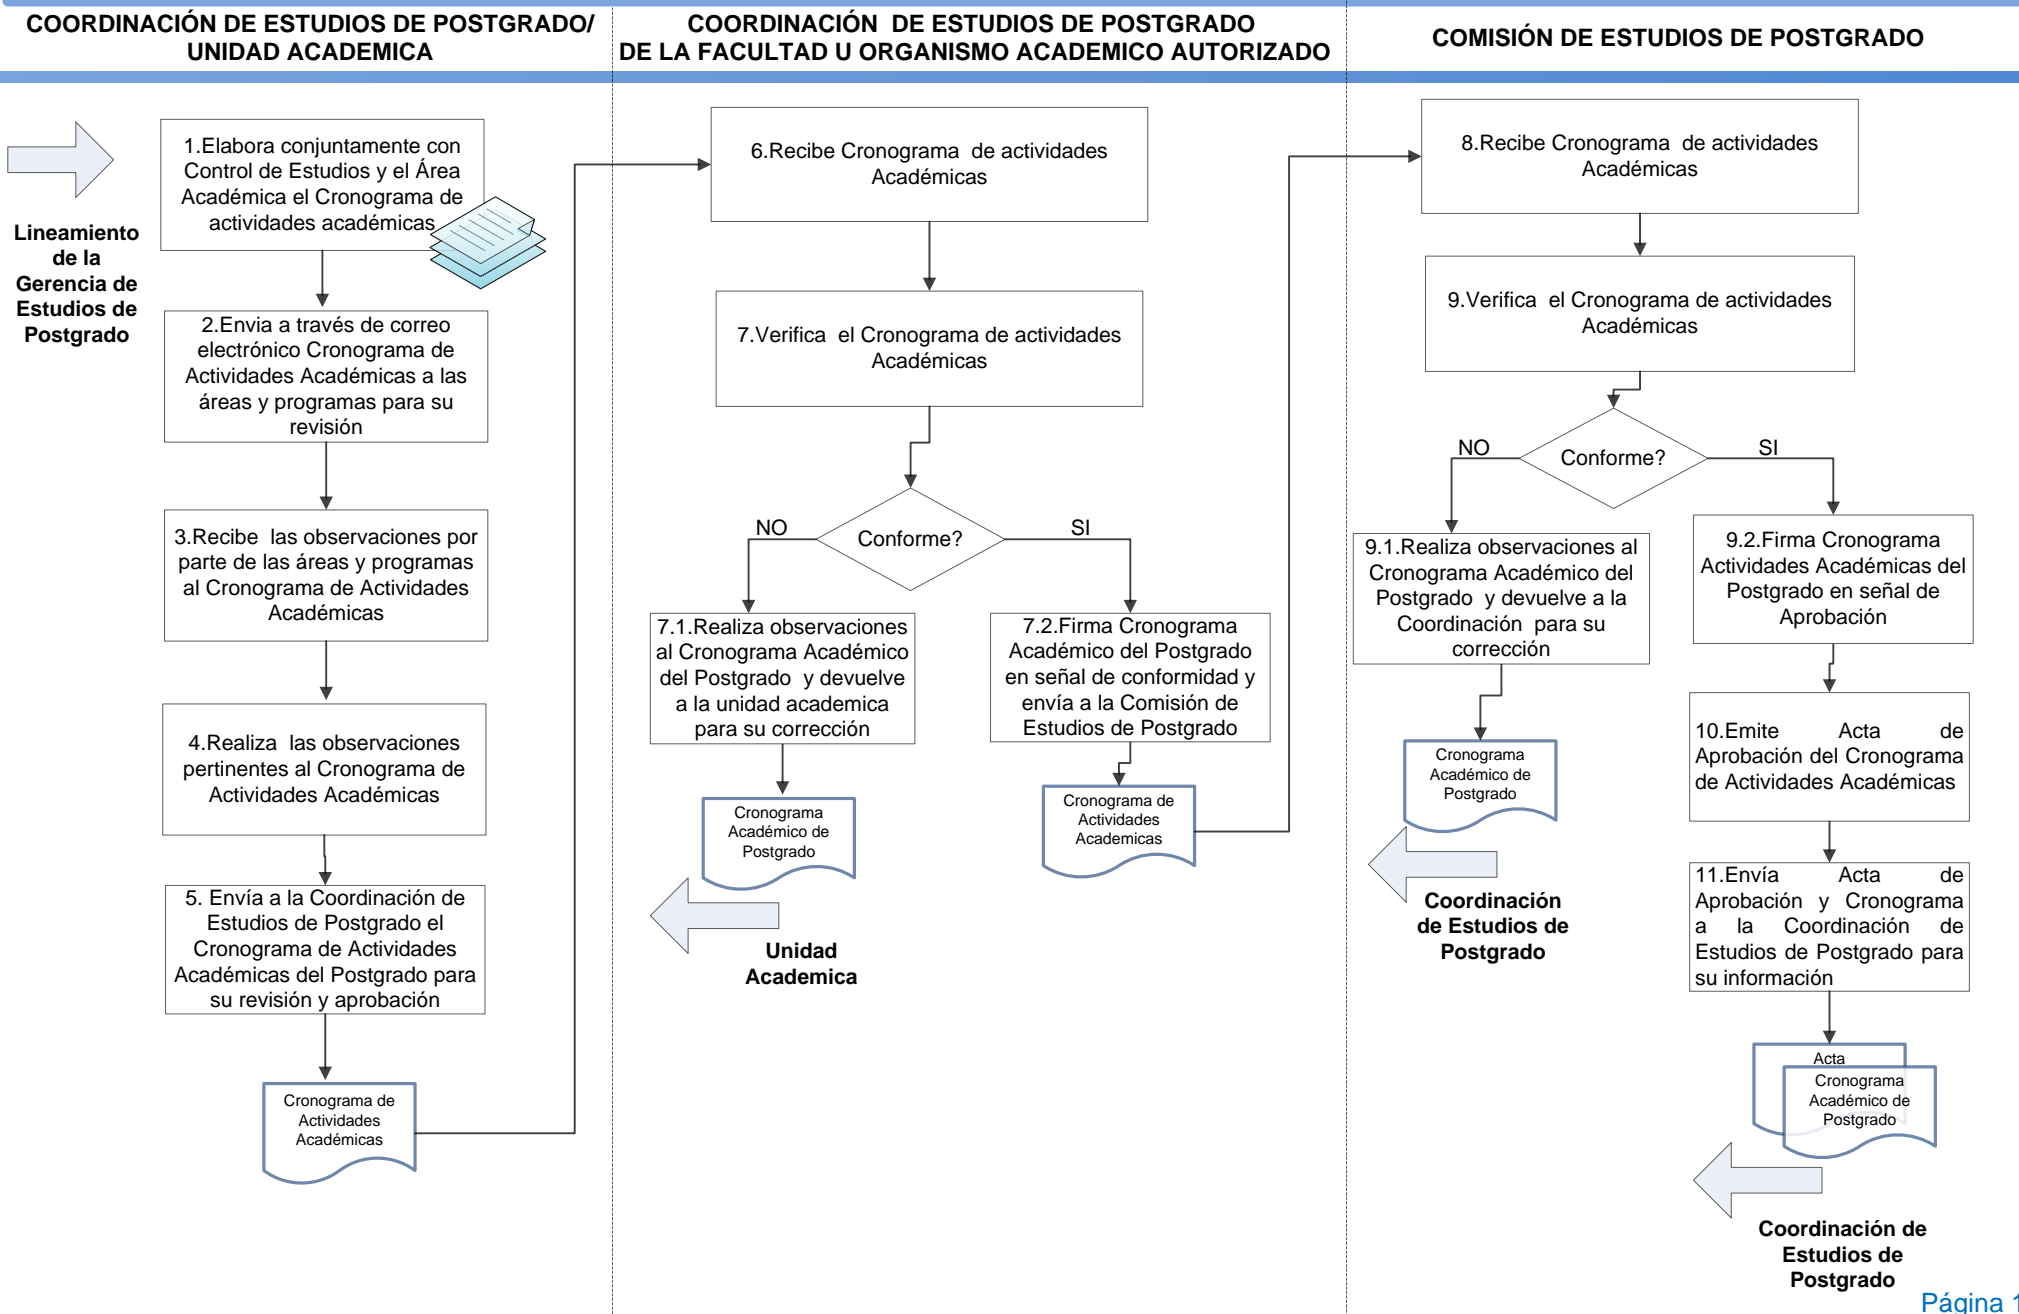 COORDINACIÓN DE ESTUDIOS DE POSTGRADO/
UNIDAD ACADEMICA
COORDINACIÓN DE ESTUDIOS DE POSTGRADO
DE LA FACULTAD U ORGANISMO ACADEMICO AUTORIZADO
COMISIÓN DE ESTUDIOS DE POSTGRADO
Lineamiento
de la
Gerencia de
Estudios de
Postgrado
1.Elabora conjuntamente con
Control de Estudios y el Área
Académica el Cronograma de
actividades académicas
2.Envia a través de correo
electrónico Cronograma de
Actividades Académicas a las
áreas y programas para su
revisión
3.Recibe las observaciones por
parte de las áreas y programas
al Cronograma de Actividades
Académicas
4.Realiza las observaciones
pertinentes al Cronograma de
Actividades Académicas
5. Envía a la Coordinación de
Estudios de Postgrado el
Cronograma de Actividades
Académicas del Postgrado para
su revisión y aprobación
Cronograma de
Actividades
Académicas
6.Recibe Cronograma de actividades
Académicas
7.Verifica el Cronograma de actividades
Académicas
Conforme?
NO
SI
7.1.Realiza observaciones
al Cronograma Académico
del Postgrado y devuelve
a la unidad academica
para su corrección
7.2.Firma Cronograma
Académico del Postgrado
en señal de conformidad y
envía a la Comisión de
Estudios de Postgrado
Cronograma
Académico de
Postgrado
Cronograma de
Actividades
Academicas
Unidad
Academica
8.Recibe Cronograma de actividades
Académicas
9.Verifica el Cronograma de actividades
Académicas
Conforme?
NO
SI
9.1.Realiza observaciones al
Cronograma Académico del
Postgrado y devuelve a la
Coordinación para su
corrección
9.2.Firma Cronograma
Actividades Académicas del
Postgrado en señal de
Aprobación
Cronograma
Académico de
Postgrado
Coordinación
de Estudios de
Postgrado
10.Emite Acta de
Aprobación del Cronograma
de Actividades Académicas
11.Envía Acta de
Aprobación y Cronograma
a la Coordinación de
Estudios de Postgrado para
su información
Acta
Cronograma
Académico de
Postgrado
Coordinación de
Estudios de
Postgrado
Página 1